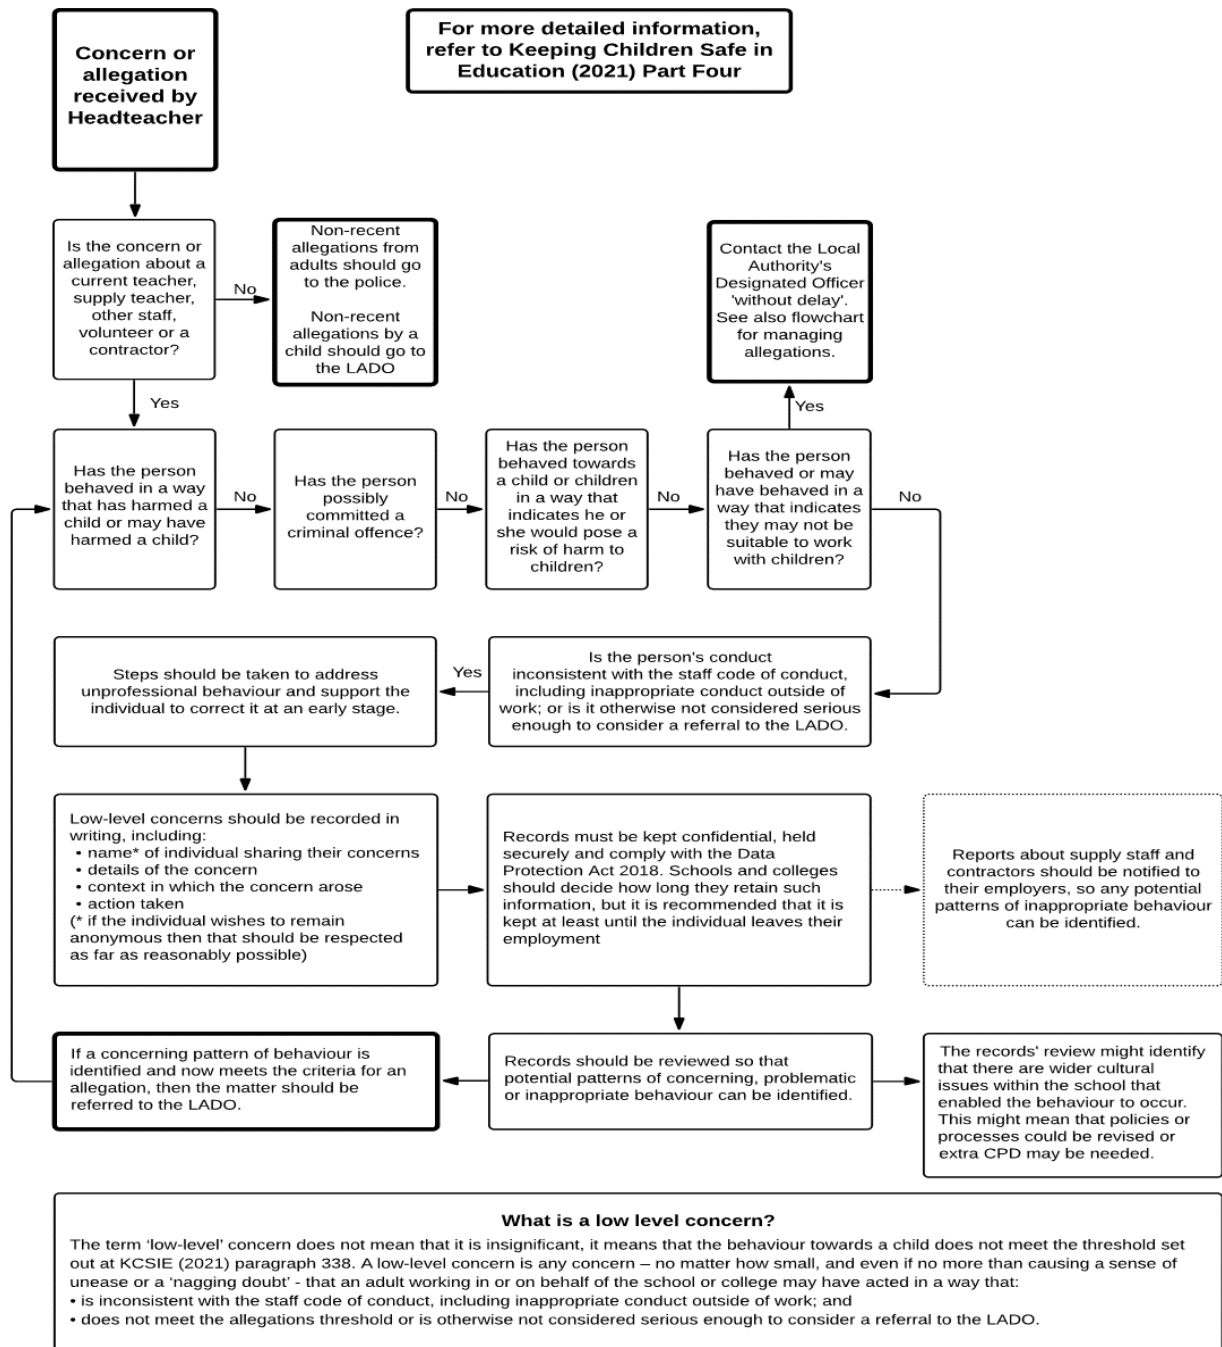 Concern or
allegation
received by
Headteacher
For more detailed information,
refer to Keeping Children Safe in
Education (2021) Part Four
Is the concern or
allegation about a
current teacher,
supply teacher,
other staff,
volunteer or a
contractor?
No
Non-recent
allegations from
adults should go
to the police.
Non-recent
allegations by a
child should go to
the LADO
Contact the Local
Authority's
Designated Officer
'without delay'.
See also flowchart
for managing
allegations.
Yes
Yes
Has the person
behaved in a way
that has harmed a
child or may have
harmed a child?
No
Has the person
possibly
committed a
criminal offence?
No
Has the person
behaved towards
a child or children
in a way that
indicates he or
she would pose a
risk of harm to
children?
No
Has the person
behaved or may
have behaved in a
way that indicates
they may not be
suitable to work
with children?
No
Steps should be taken to address
unprofessional behaviour and support the
individual to correct it at an early stage.
Yes
Is the person's conduct
inconsistent with the staff code of conduct,
including inappropriate conduct outside of
work; or is it otherwise not considered serious
enough to consider a referral to the LADO.
Low-level concerns should be recorded in
writing, including:
• name* of individual sharing their concerns
• details of the concern
• context in which the concern arose
• action taken
(* if the individual wishes to remain
anonymous then that should be respected
as far as reasonably possible)
Records must be kept confidential, held
securely and comply with the Data
Protection Act 2018. Schools and colleges
should decide how long they retain such
information, but it is recommended that it is
kept at least until the individual leaves their
employment
Reports about supply staff and
contractors should be notified to
their employers, so any potential
patterns of inappropriate behaviour
can be identified.
If a concerning pattern of behaviour is
identified and now meets the criteria for an
allegation, then the matter should be
referred to the LADO.
Records should be reviewed so that
potential patterns of concerning, problematic
or inappropriate behaviour can be identified.
The records' review might identify
that there are wider cultural
issues within the school that
enabled the behaviour to occur.
This might mean that policies or
processes could be revised or
extra CPD may be needed.
What is a low level concern?
The term ‘low-level’ concern does not mean that it is insignificant, it means that the behaviour towards a child does not meet the threshold set
out at KCSIE (2021) paragraph 338. A low-level concern is any concern – no matter how small, and even if no more than causing a sense of
unease or a ‘nagging doubt' - that an adult working in or on behalf of the school or college may have acted in a way that:
• is inconsistent with the staff code of conduct, including inappropriate conduct outside of work; and
• does not meet the allegations threshold or is otherwise not considered serious enough to consider a referral to the LADO.